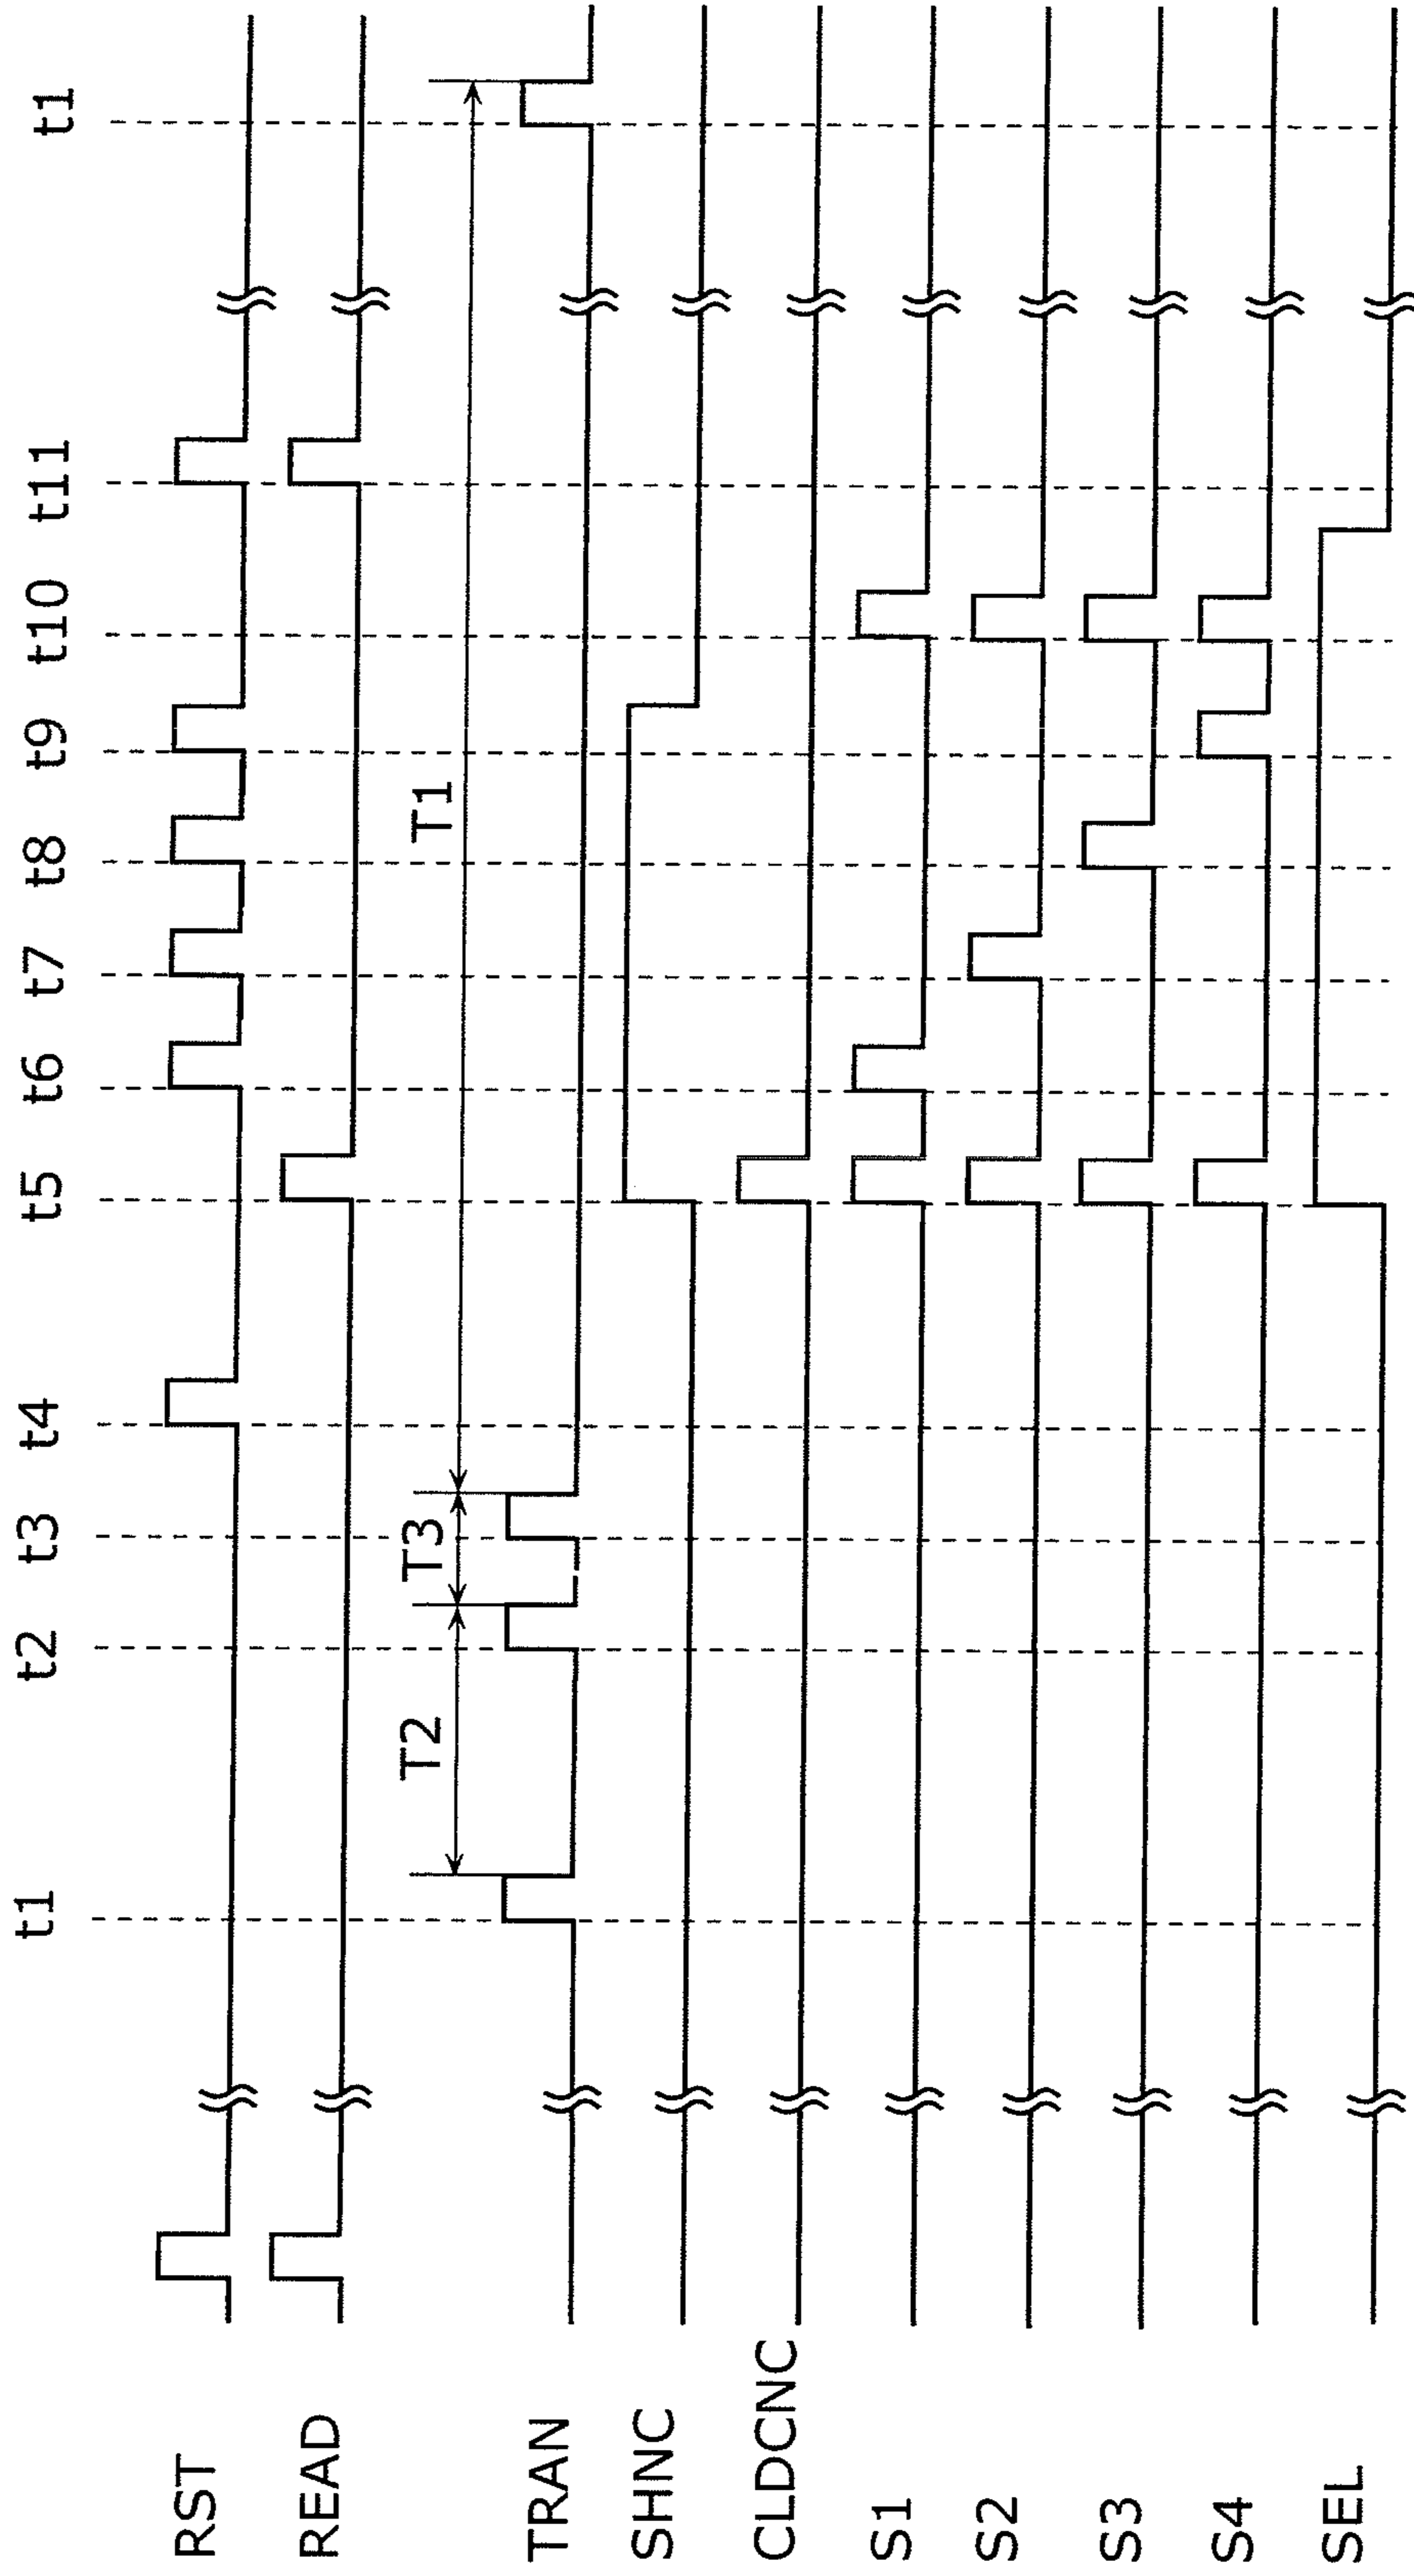 t1 t2 t3 t4 t5 t6 t7 t8 t9 t10 t11 t1
RST
READ
T2 T3 T1
TRAN
SHNC
CLDCNC
S1
S2
S3
S4
SEL